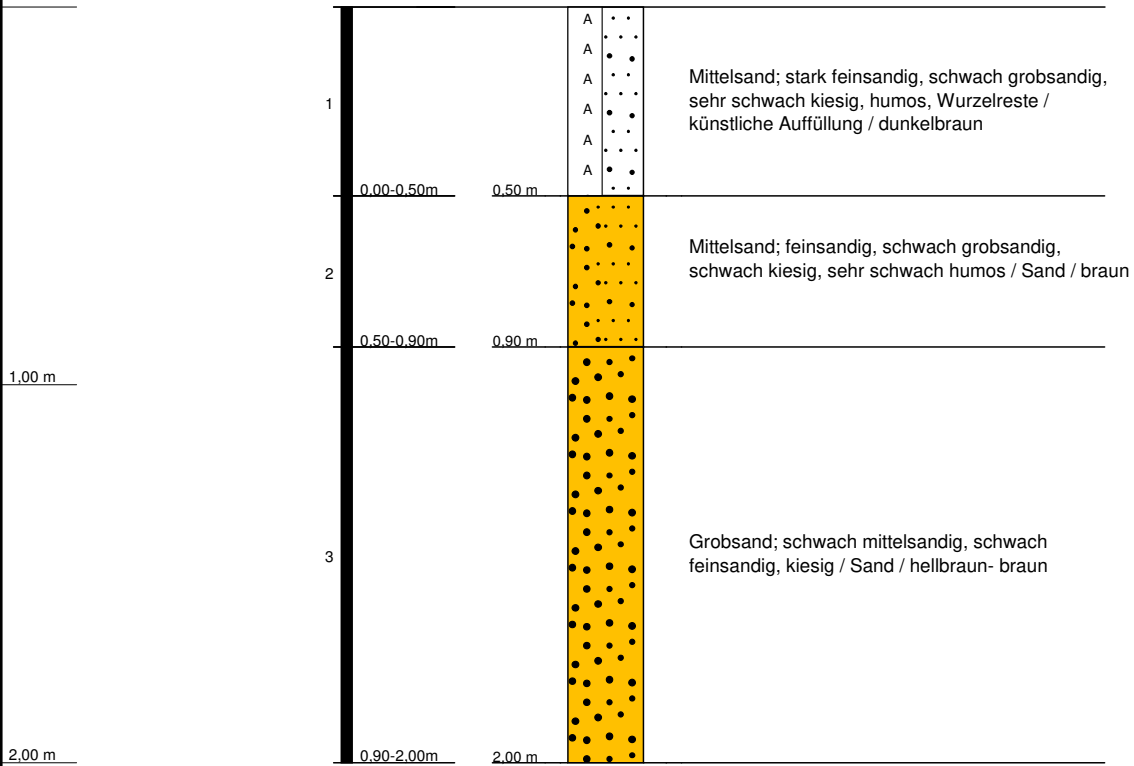 A
A
A
A
A
A
1
Mittelsand; stark feinsandig, schwach grobsandig,
sehr schwach kiesig, humos, Wurzelreste /
künstliche Auffüllung / dunkelbraun
0,00-0,50m 0,50 m
2
Mittelsand; feinsandig, schwach grobsandig,
schwach kiesig, sehr schwach humos / Sand / braun
0,50-0,90m 0,90 m
1,00 m
3
Grobsand; schwach mittelsandig, schwach
feinsandig, kiesig / Sand / hellbraun- braun
2,00 m 0,90-2,00m 2,00 m